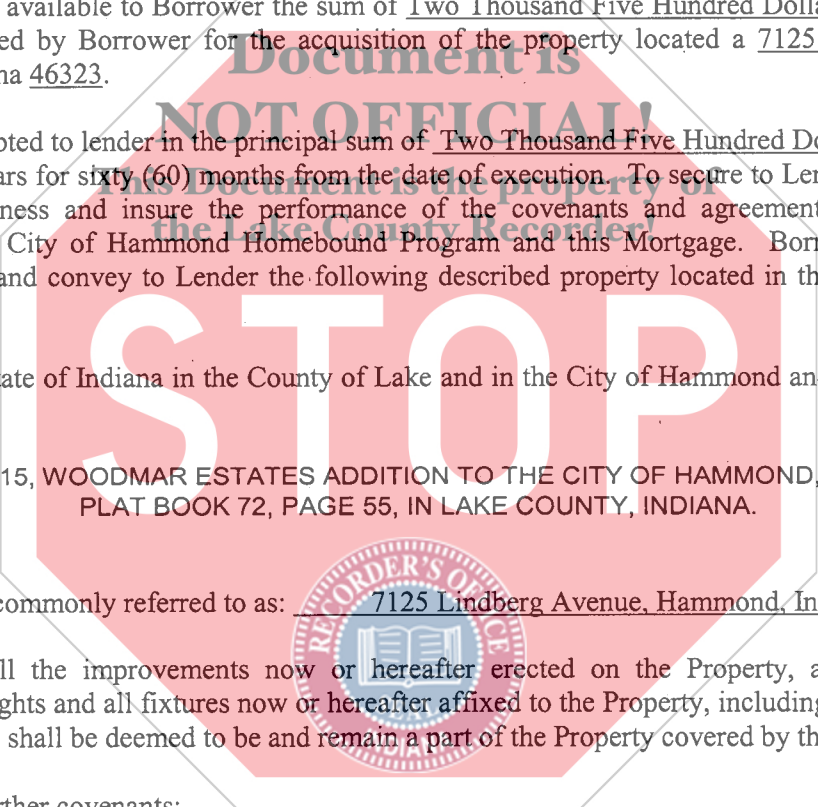 available to Borrower the sum of Two Thousand Five Hundred Dolla
ed by Borrower for the acquisition of the property located a 7125
na 46323.
Document is
NOT OFFICIAL!
This Document is the property of
the Lake County Recorder!
oted to lender in the principal sum of Two Thousand Five Hundred Do
ars for sixty (60) months from the date of execution. To secure to Len
ness and insure the performance of the covenants and agreement
City of Hammond Homebound Program and this Mortgage. Borr
and convey to Lender the following described property located in th
STOP
ate of Indiana in the County of Lake and in the City of Hammond an
15, WOODMAR ESTATES ADDITION TO THE CITY OF HAMMOND,
PLAT BOOK 72, PAGE 55, IN LAKE COUNTY, INDIANA.
commonly referred to as: 7125 Lindberg Avenue, Hammond, In
RECORDER'S OFFICE
SEAL
INDIANA
ll the improvements now or hereafter erected on the Property, a
ghts and all fixtures now or hereafter affixed to the Property, including
shall be deemed to be and remain a part of the Property covered by th
rther covenants: